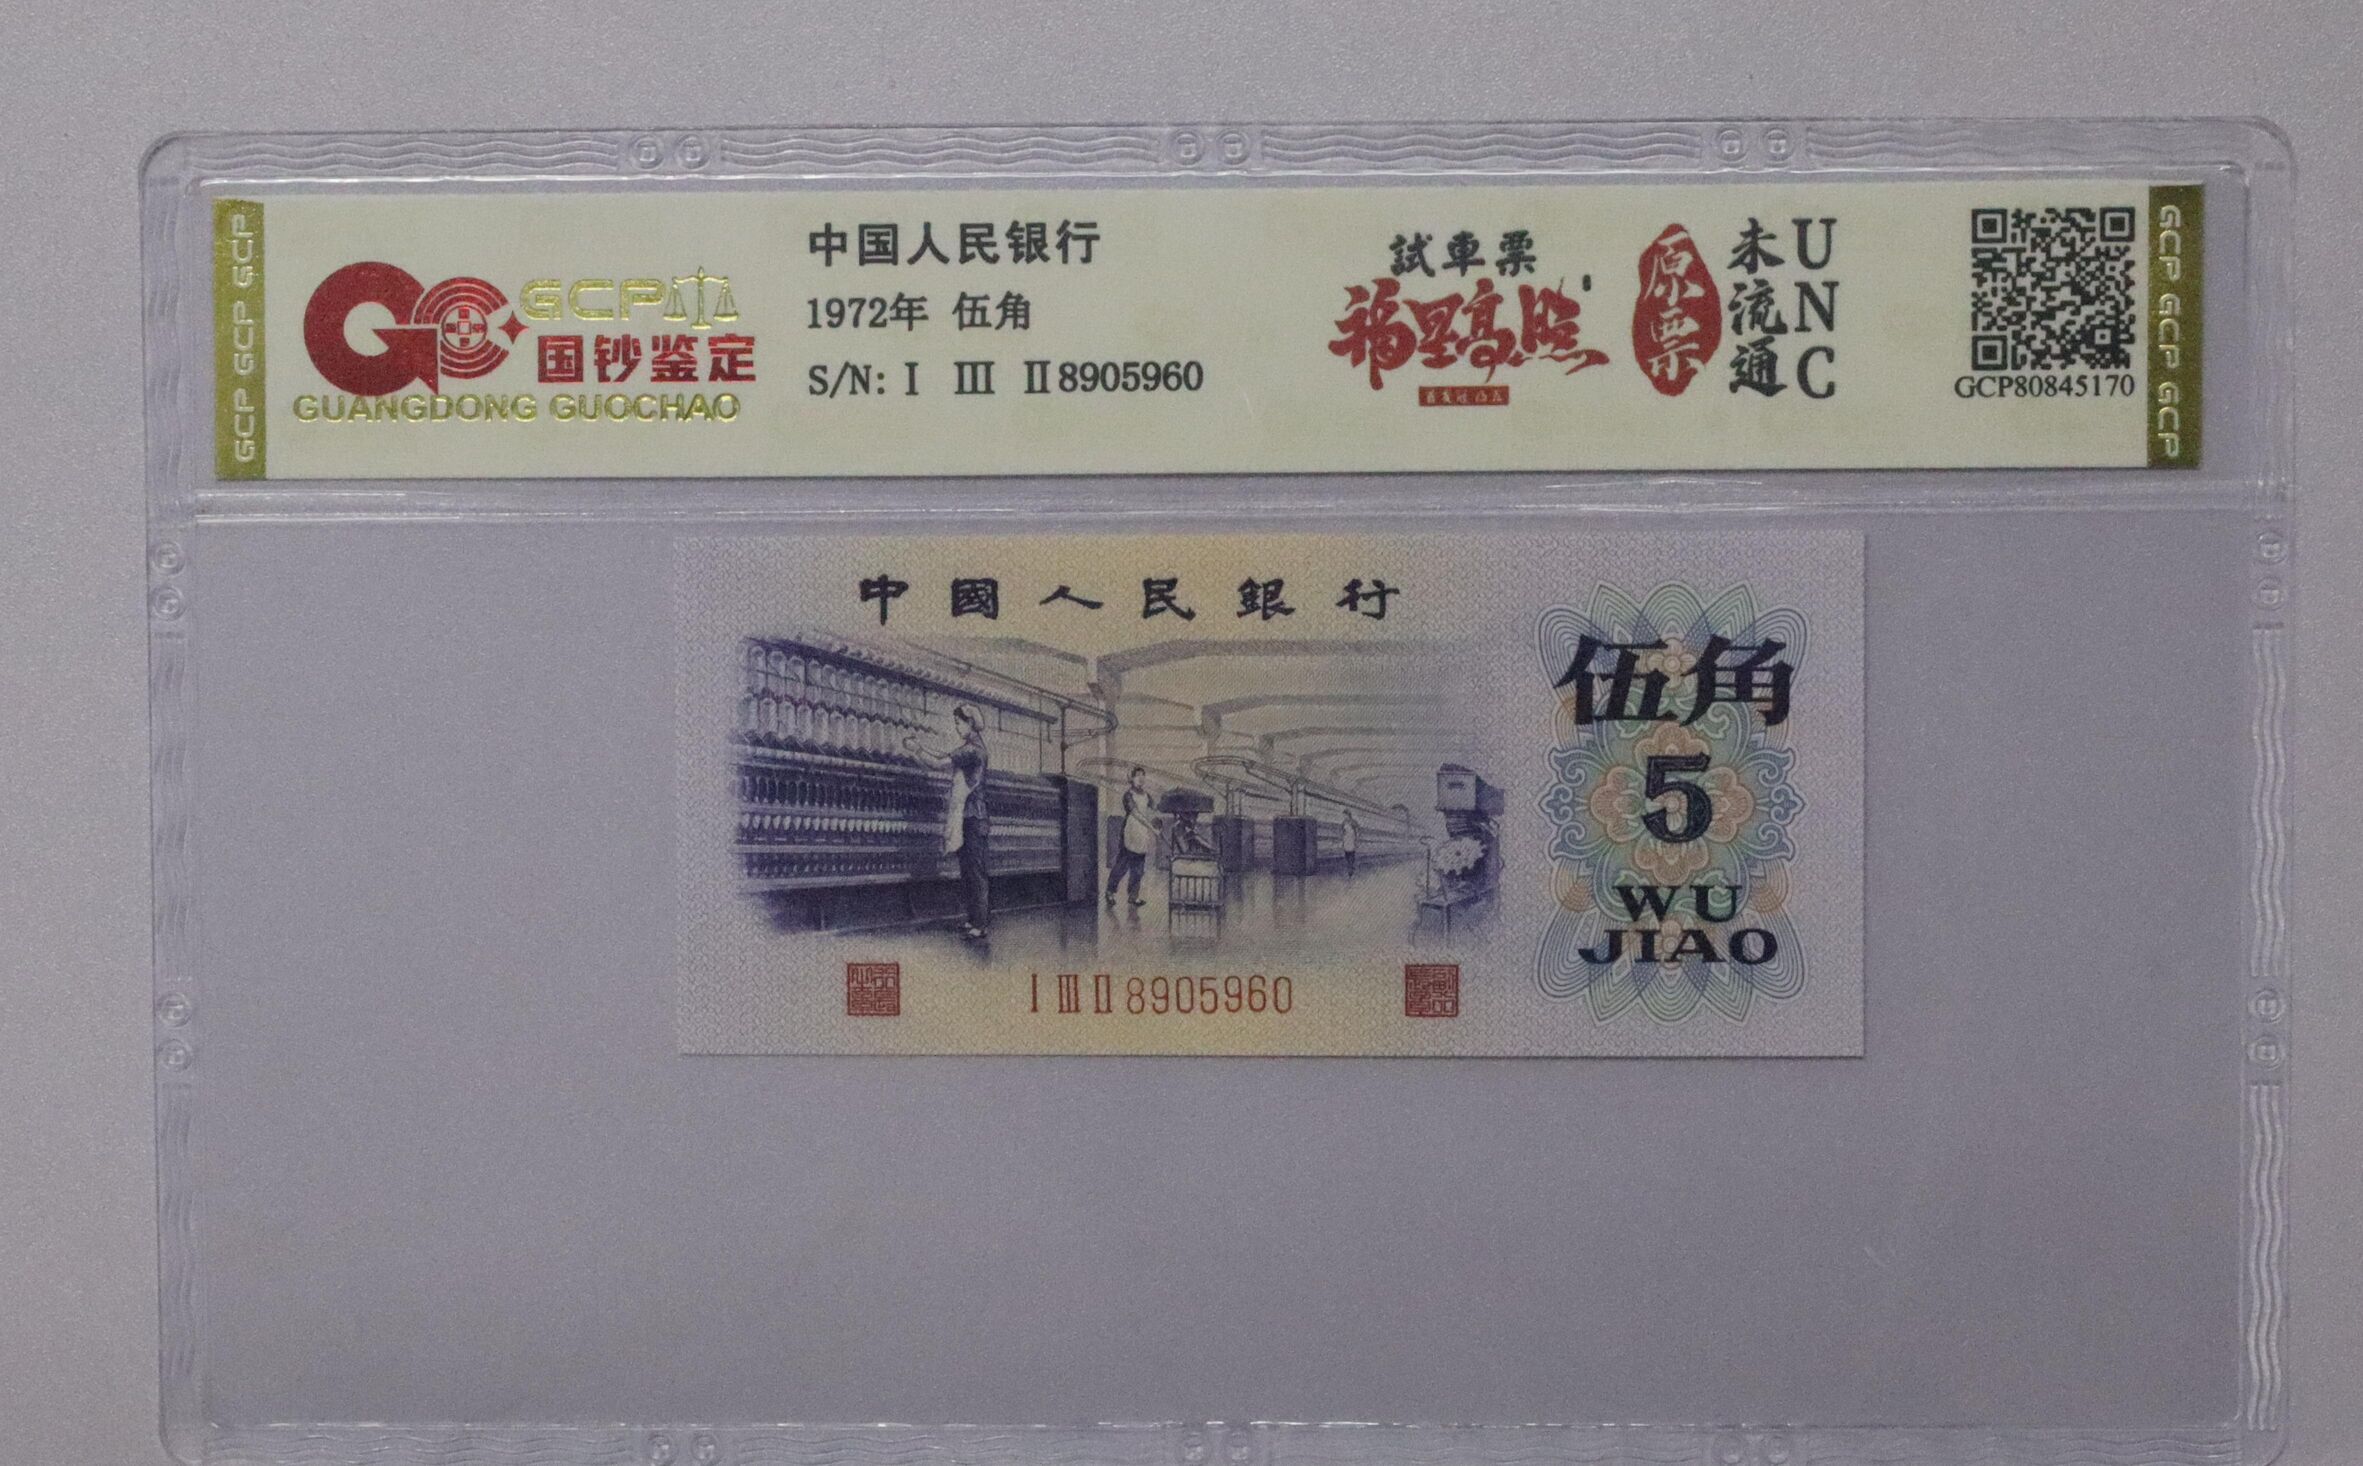 GCP GCP GCP
GCP
国钞鉴定
GUANGDONG GUOCHAO
中国人民银行
1972年 伍角
S/N: I III II 8905960
試車票
福星高照
原票
未流通
UNC
GCP80845170
GCP GCP GCP
中國人民銀行
伍角
5
WU
JIAO
I III II 8905960